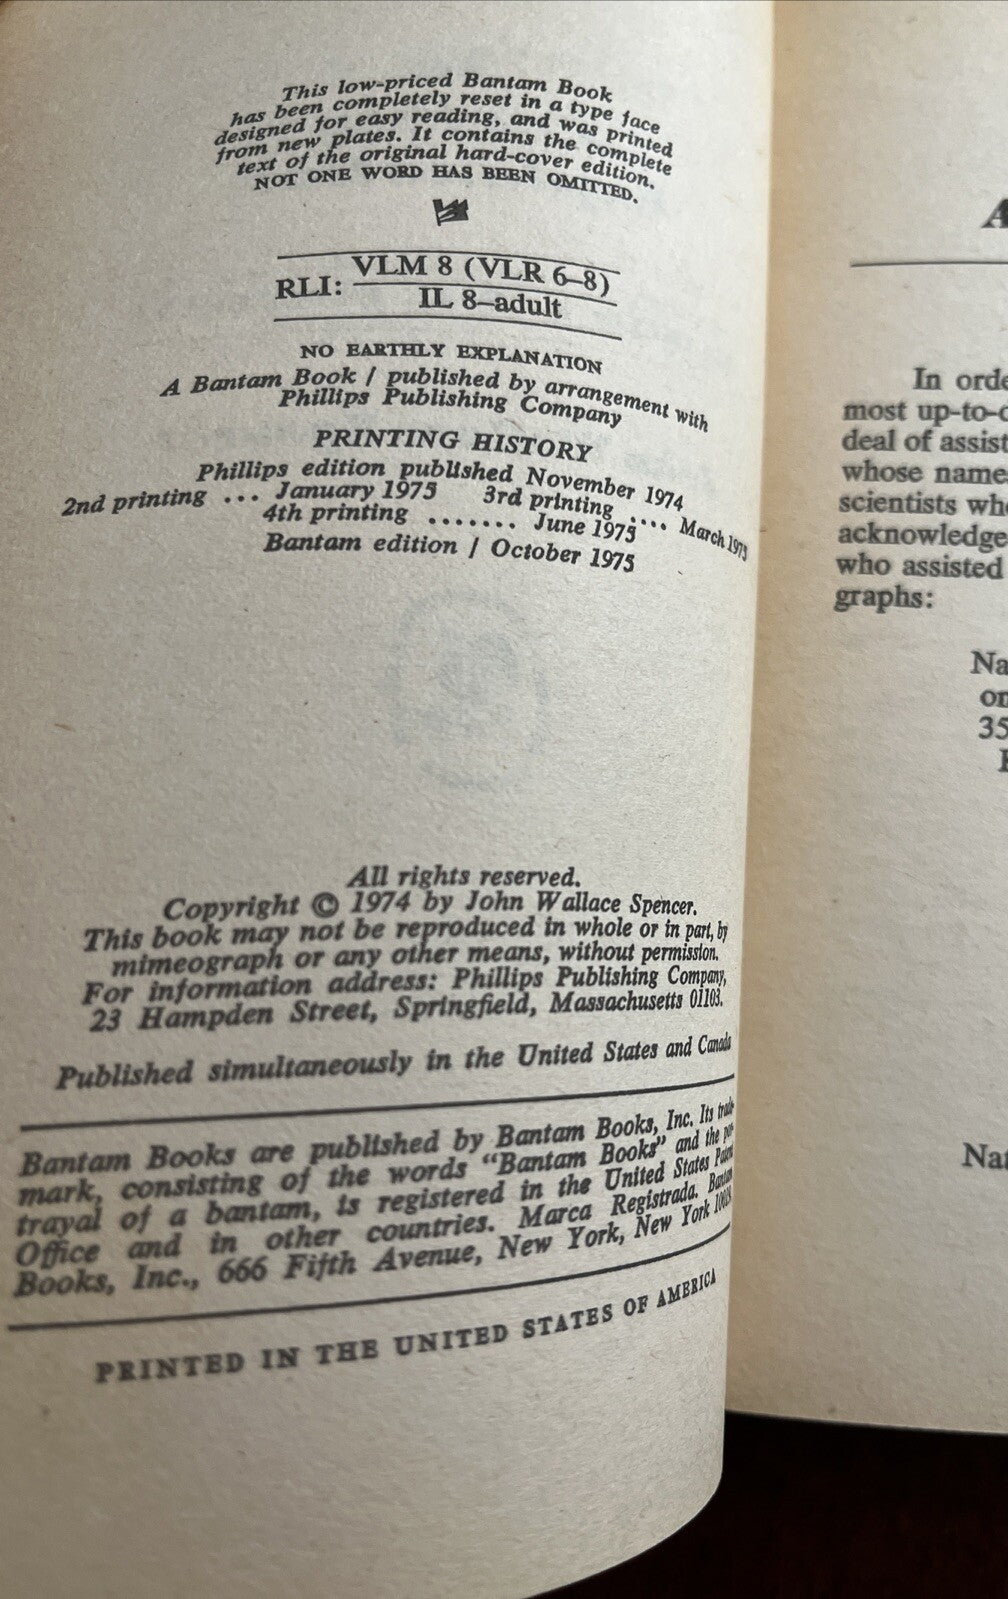 This low-priced Bantam Book
has been completely reset in a type face
designed for easy reading, and was printed
from new plates. It contains the complete
text of the original hard-cover edition.
NOT ONE WORD HAS BEEN OMITTED.
RLI: VLM 8 (VLR 6–8)
IL 8–adult
NO EARTHLY EXPLANATION
A Bantam Book / published by arrangement with
Phillips Publishing Company
PRINTING HISTORY
Phillips edition published November 1974
2nd printing ... January 1975 3rd printing .... March 1975
4th printing ....... June 1975
Bantam edition / October 1975
All rights reserved.
Copyright © 1974 by John Wallace Spencer.
This book may not be reproduced in whole or in part, by
mimeograph or any other means, without permission.
For information address: Phillips Publishing Company,
23 Hampden Street, Springfield, Massachusetts 01103.
Published simultaneously in the United States and Canada
Bantam Books are published by Bantam Books, Inc. Its trade-
mark, consisting of the words "Bantam Books" and the por-
trayal of a bantam, is registered in the United States Patent
Office and in other countries. Marca Registrada. Bantam
Books, Inc., 666 Fifth Avenue, New York, New York
PRINTED IN THE UNITED STATES OF AMERICA
A
In orde
most up-to-d
deal of assist
whose name
scientists who
acknowledge
who assisted
graphs:
Na
on
35
Nat